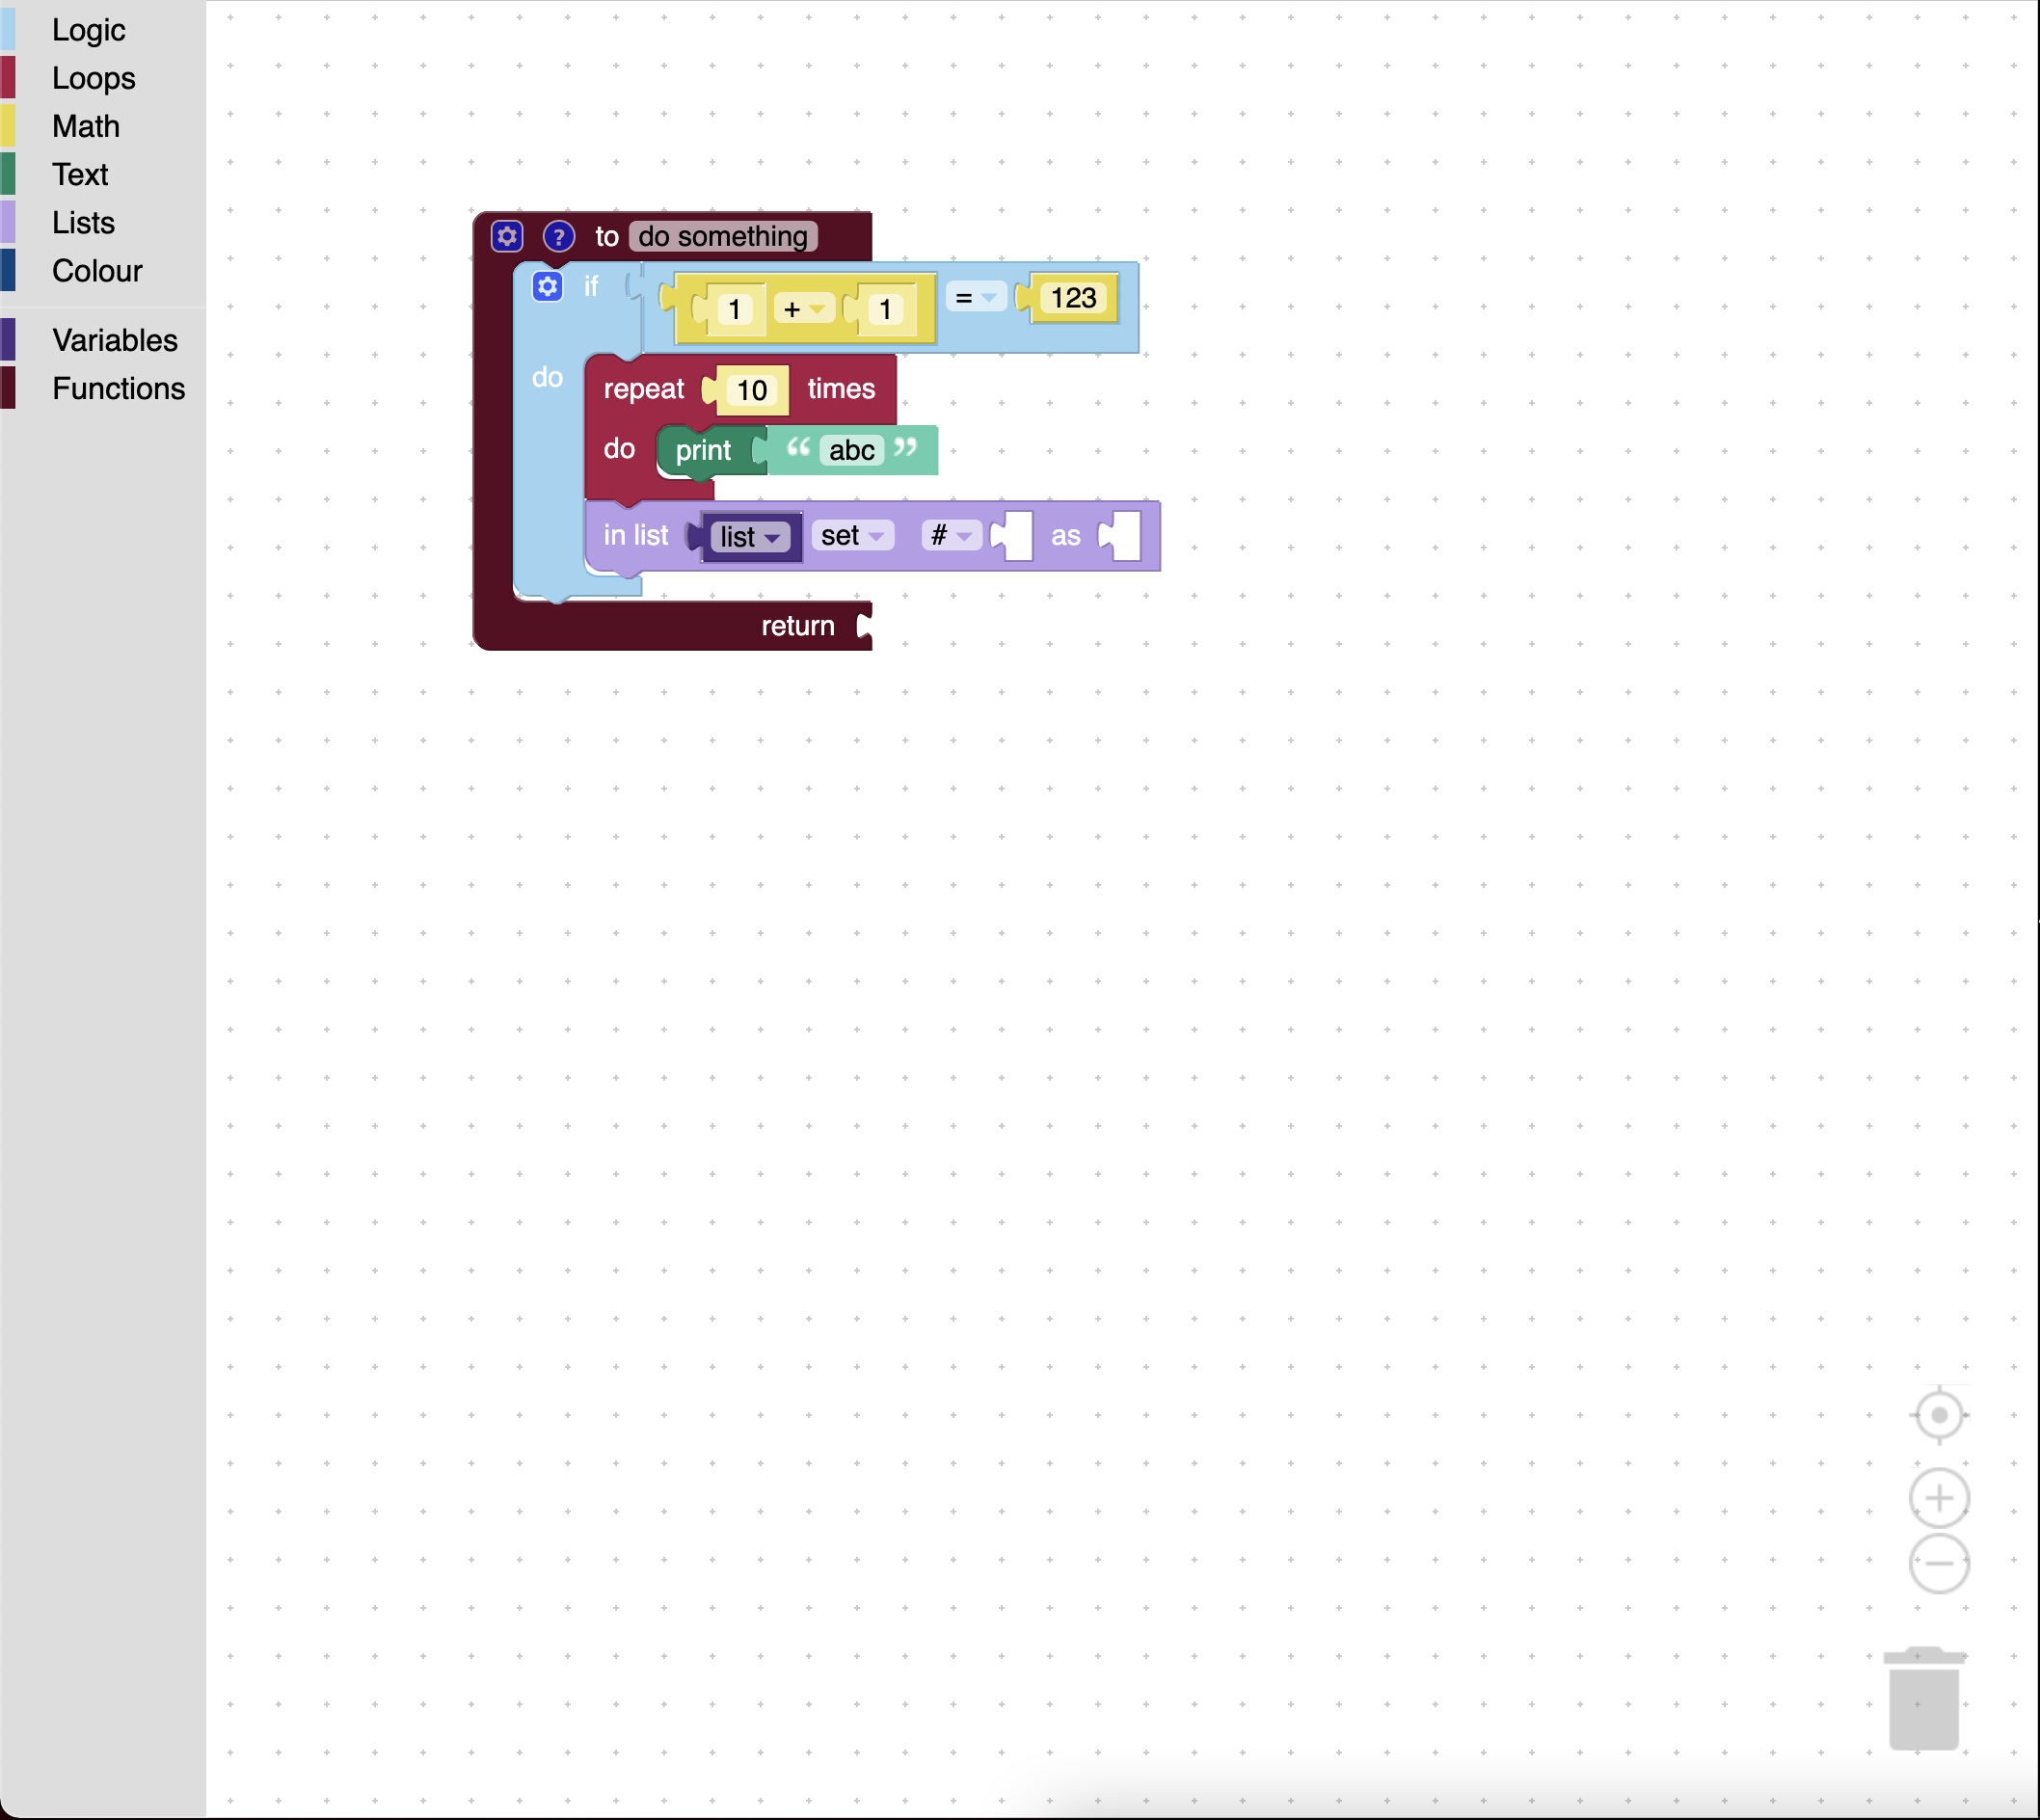 Logic
Loops
Math
Text
Lists
Colour
Variables
Functions
? to do something
if 1 + 1 = 123
do
repeat 10 times
do print “ abc ”
in list list set # as
return